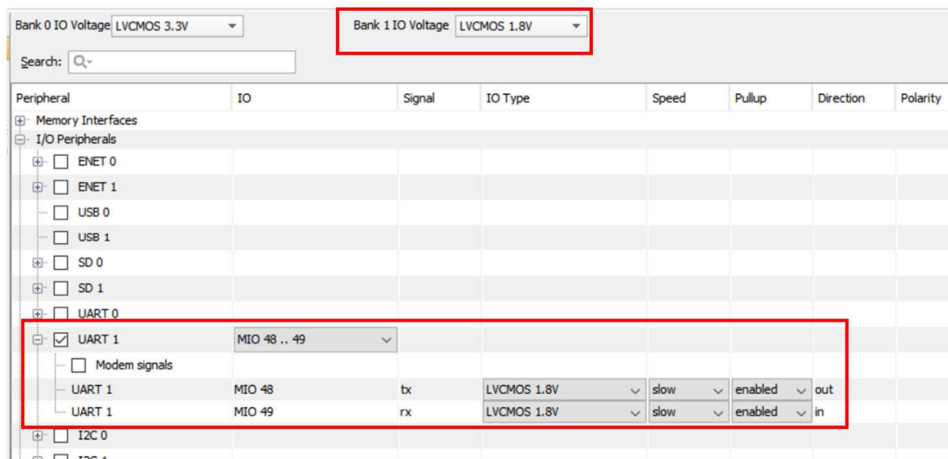 Bank 0 IO Voltage LVCMOS 3.3V Bank 1 IO Voltage LVCMOS 1.8V
Search:
Peripheral IO Signal IO Type Speed Pullup Direction Polarity
Memory Interfaces
I/O Peripherals
ENET 0
ENET 1
USB 0
USB 1
SD 0
SD 1
UART 0
UART 1 MIO 48 .. 49
Modem signals
UART 1 MIO 48 tx LVCMOS 1.8V slow enabled out
UART 1 MIO 49 rx LVCMOS 1.8V slow enabled in
I2C 0
I2C 1